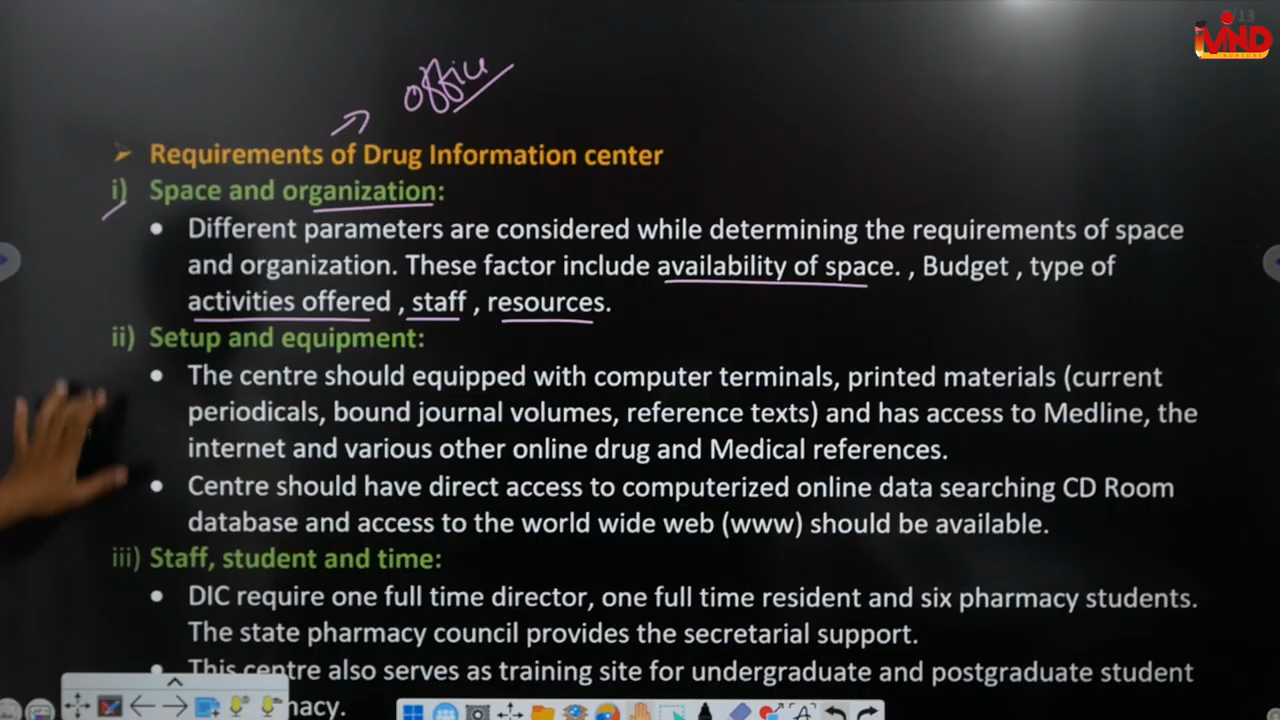 /13
MIND
office
Requirements of Drug Information center
i) Space and organization:
• Different parameters are considered while determining the requirements of space
and organization. These factor include availability of space. , Budget , type of
activities offered , staff , resources.
ii) Setup and equipment:
• The centre should equipped with computer terminals, printed materials (current
periodicals, bound journal volumes, reference texts) and has access to Medline, the
internet and various other online drug and Medical references.
• Centre should have direct access to computerized online data searching CD Room
database and access to the world wide web (www) should be available.
iii) Staff, student and time:
• DIC require one full time director, one full time resident and six pharmacy students.
The state pharmacy council provides the secretarial support.
• This centre also serves as training site for undergraduate and postgraduate student
macy.